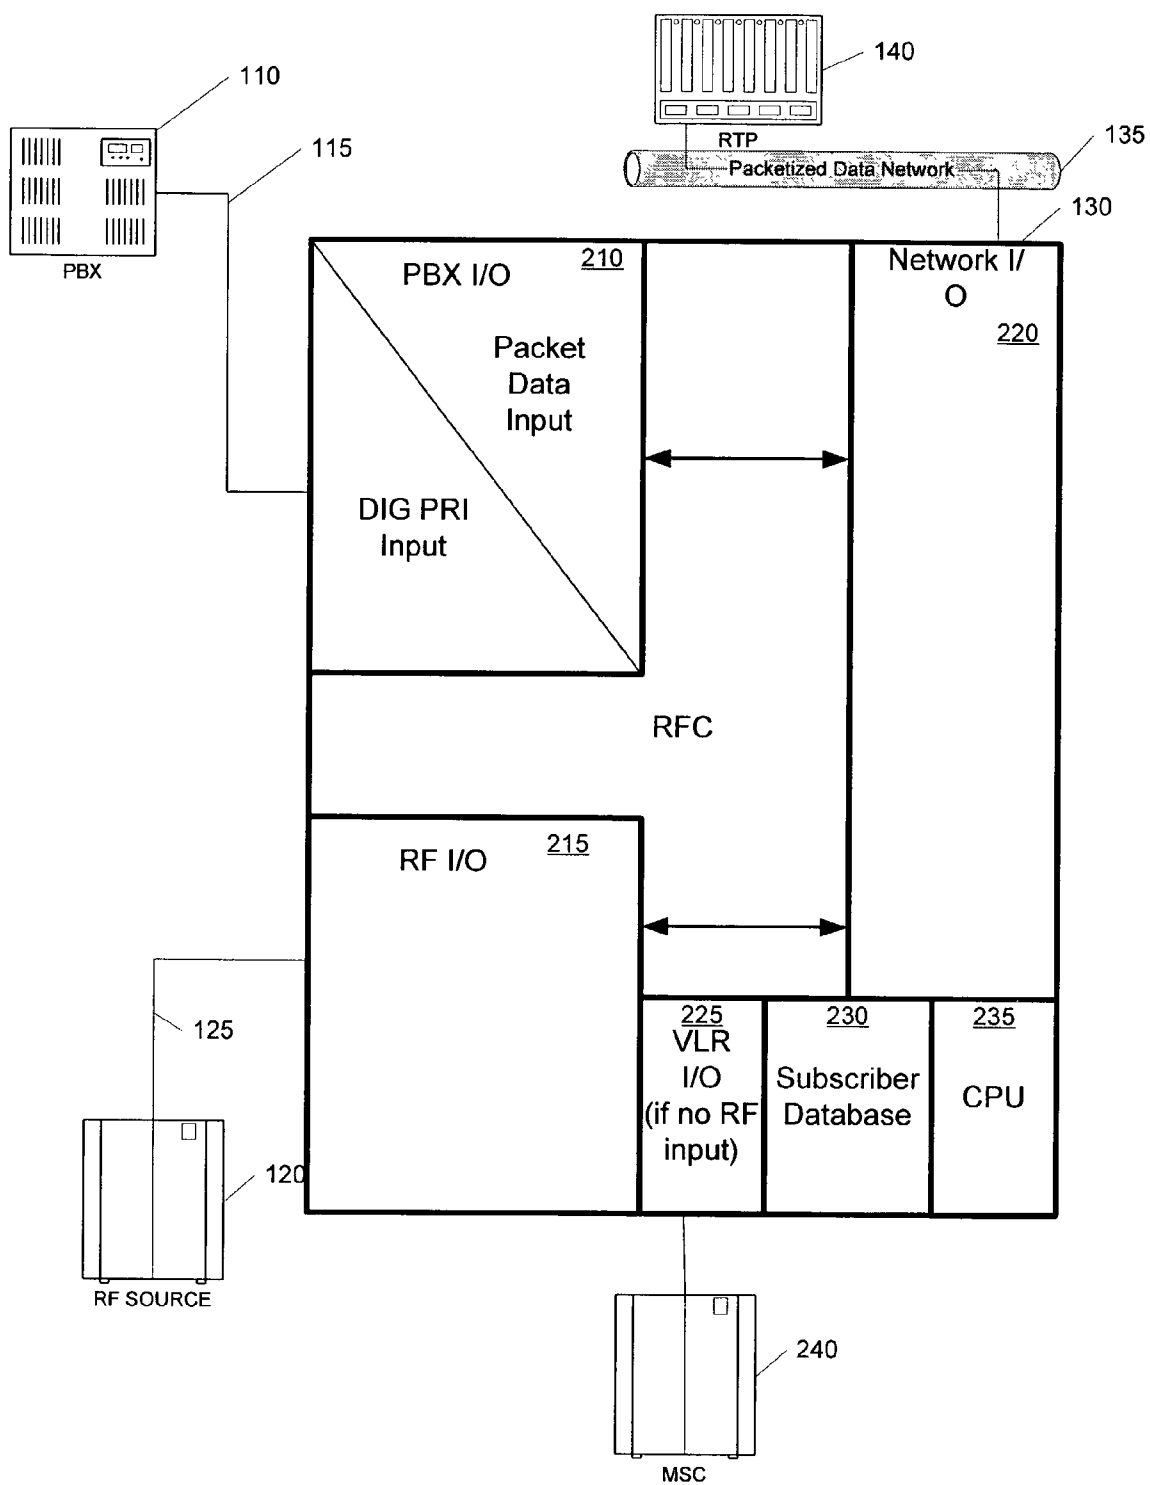 140
110
RTP
135
115
Packetized Data Network
130
PBX
210
PBX I/O
Network I/
O
220
Packet
Data
Input
DIG PRI
Input
RFC
215
RF I/O
225
230
235
125
VLR
I/O
(if no RF
input)
Subscriber
Database
CPU
120
RF SOURCE
240
MSC